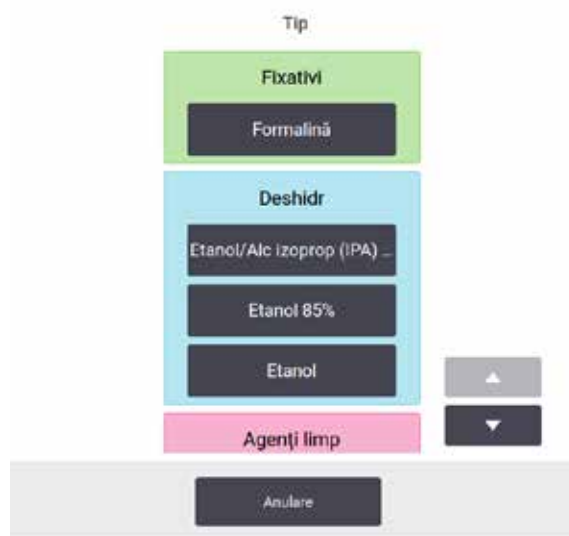 Tip
Fixativi
Formalină
Deshidr
Etanol/Alc izoprop (IPA) ...
Etanol 85%
Etanol
Agenți limp
Anulare